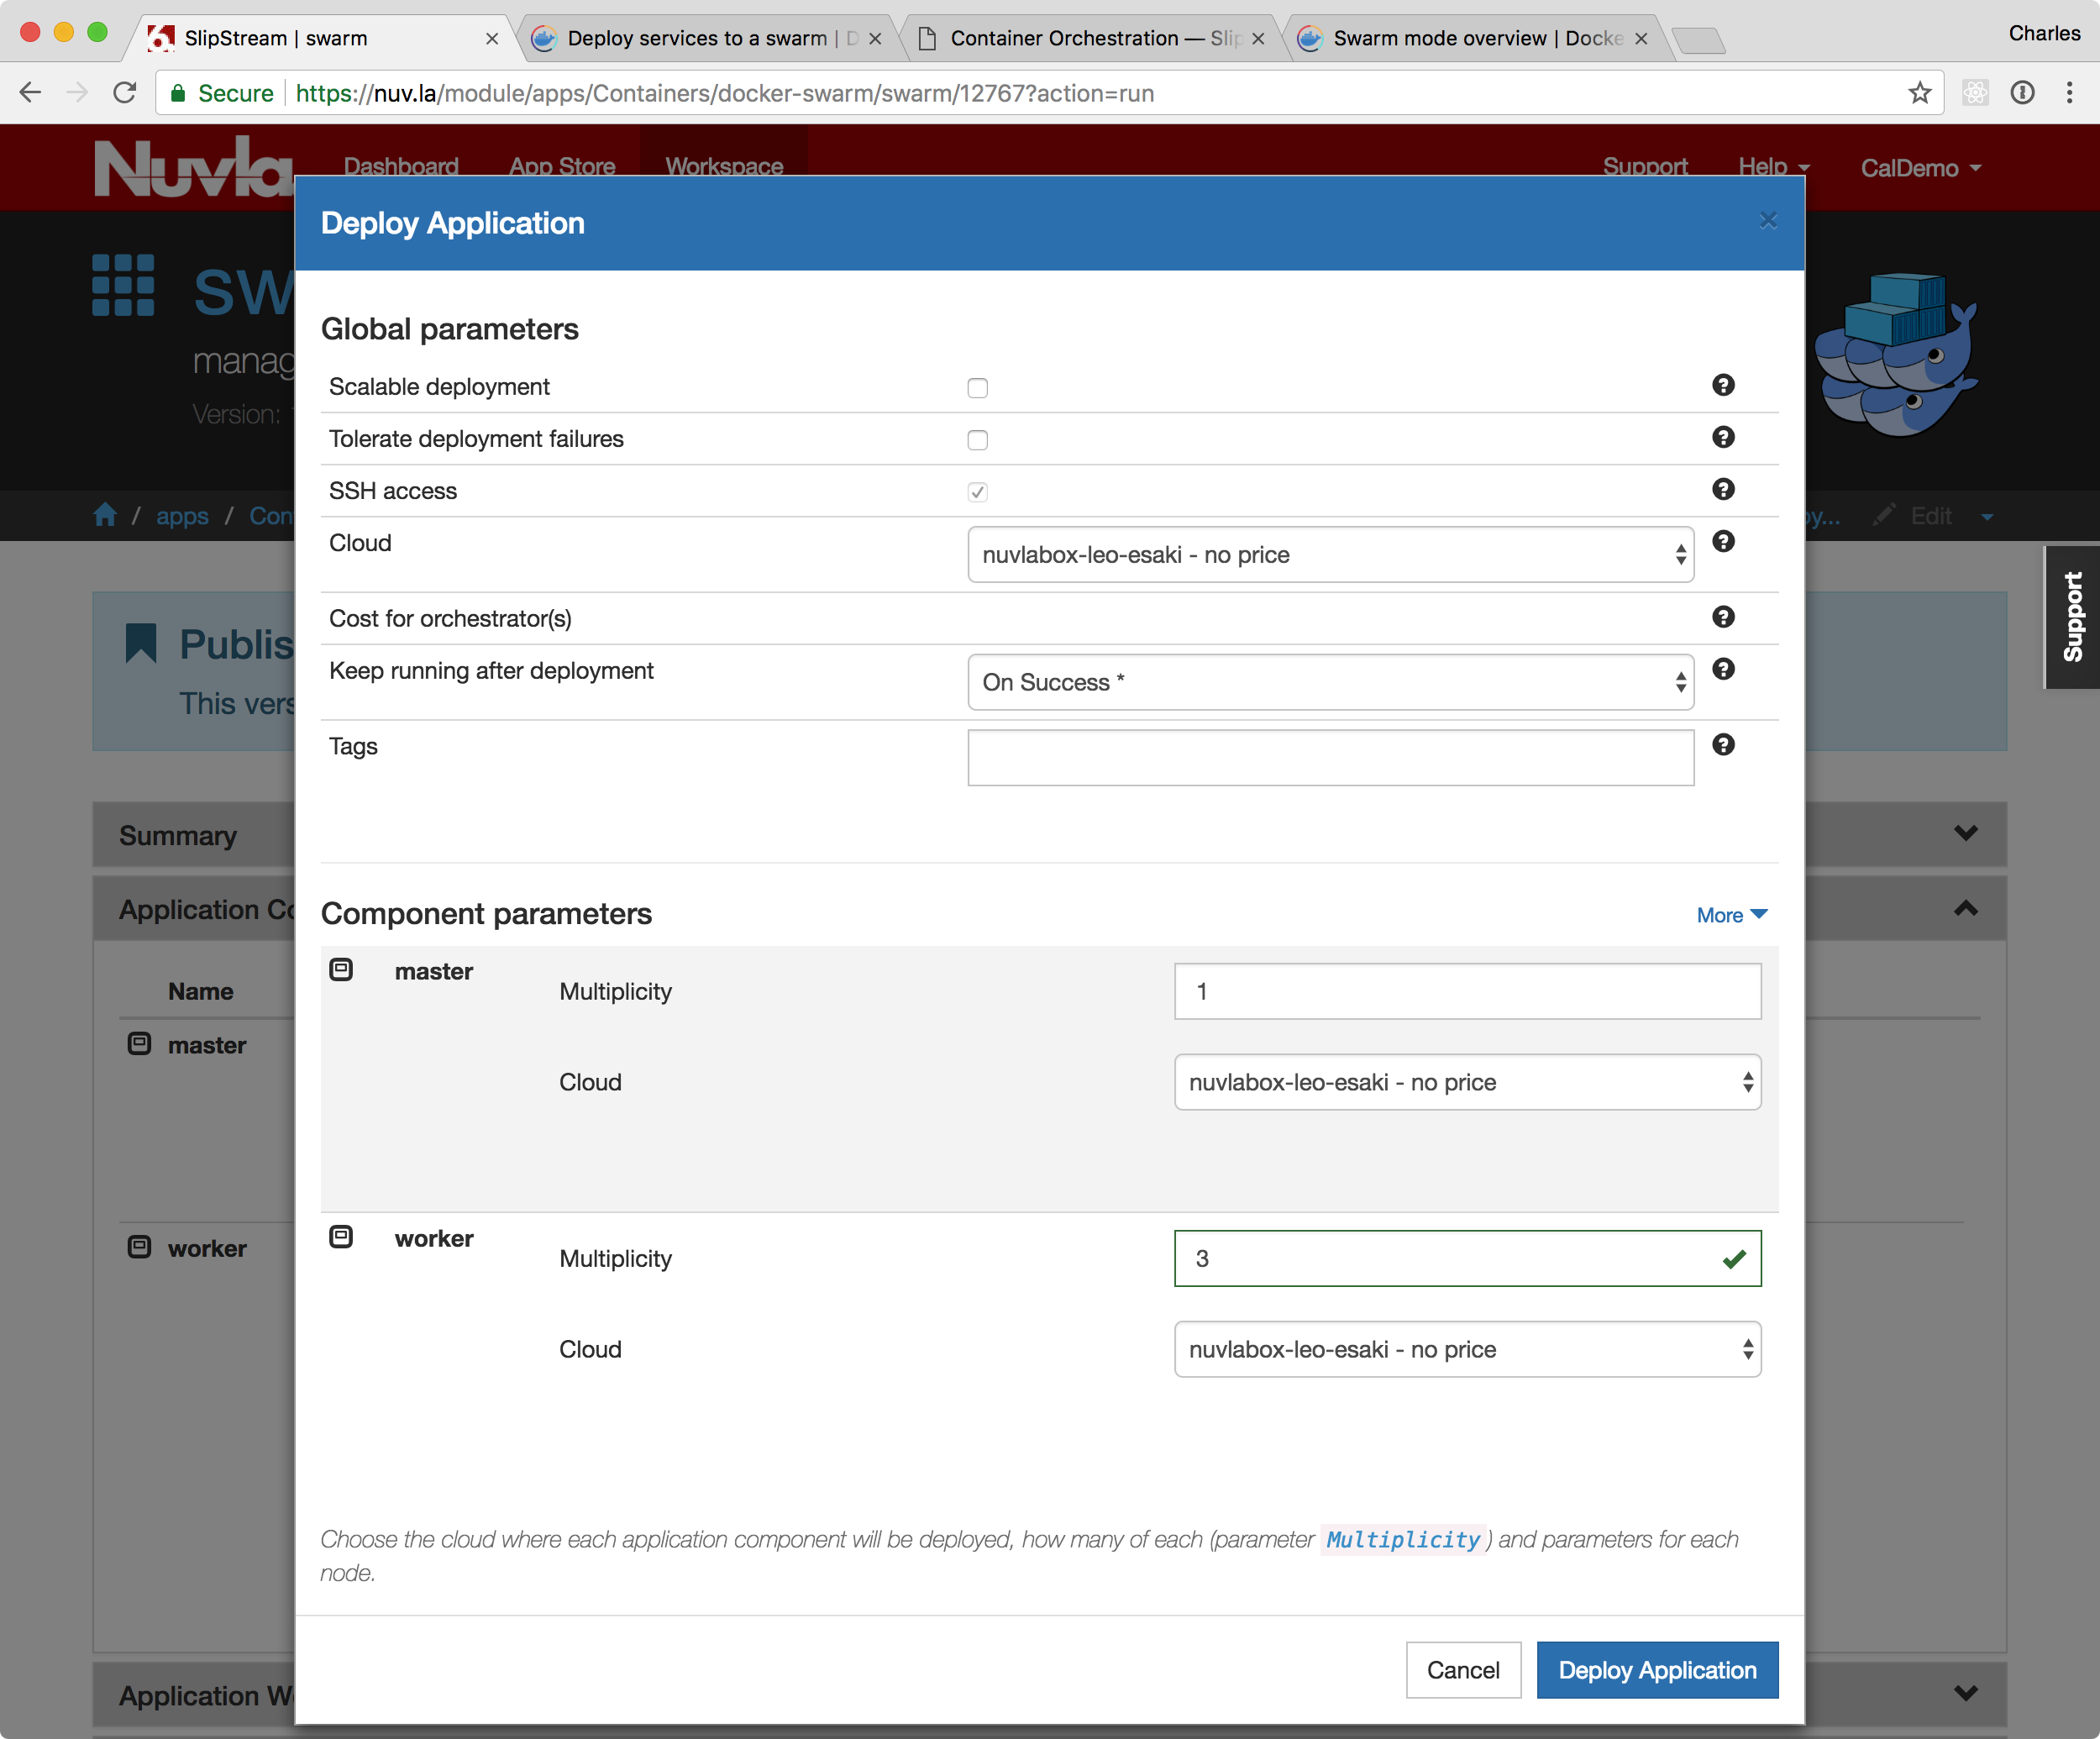 SlipStream | swarm
Deploy services to a swarm | D
Container Orchestration — Slip
Swarm mode overview | Docke
Charles
Secure
https://nuv.la/module/apps/Containers/docker-swarm/swarm/12767?action=run
Nuvla
Dashboard
App Store
Workspace
Support
Help
CalDemo
Deploy Application
sw
manag
Version:
/ apps / Con
y...
Edit
Support
Publis
This vers
Global parameters
Scalable deployment
Tolerate deployment failures
SSH access
Cloud
nuvlabox-leo-esaki - no price
Cost for orchestrator(s)
Keep running after deployment
On Success *
Tags
Summary
Application Co
Component parameters
More
Name
master
worker
master
Multiplicity
1
Cloud
nuvlabox-leo-esaki - no price
worker
Multiplicity
3
Cloud
nuvlabox-leo-esaki - no price
Choose the cloud where each application component will be deployed, how many of each (parameter Multiplicity ) and parameters for each
node.
Cancel
Deploy Application
Application W